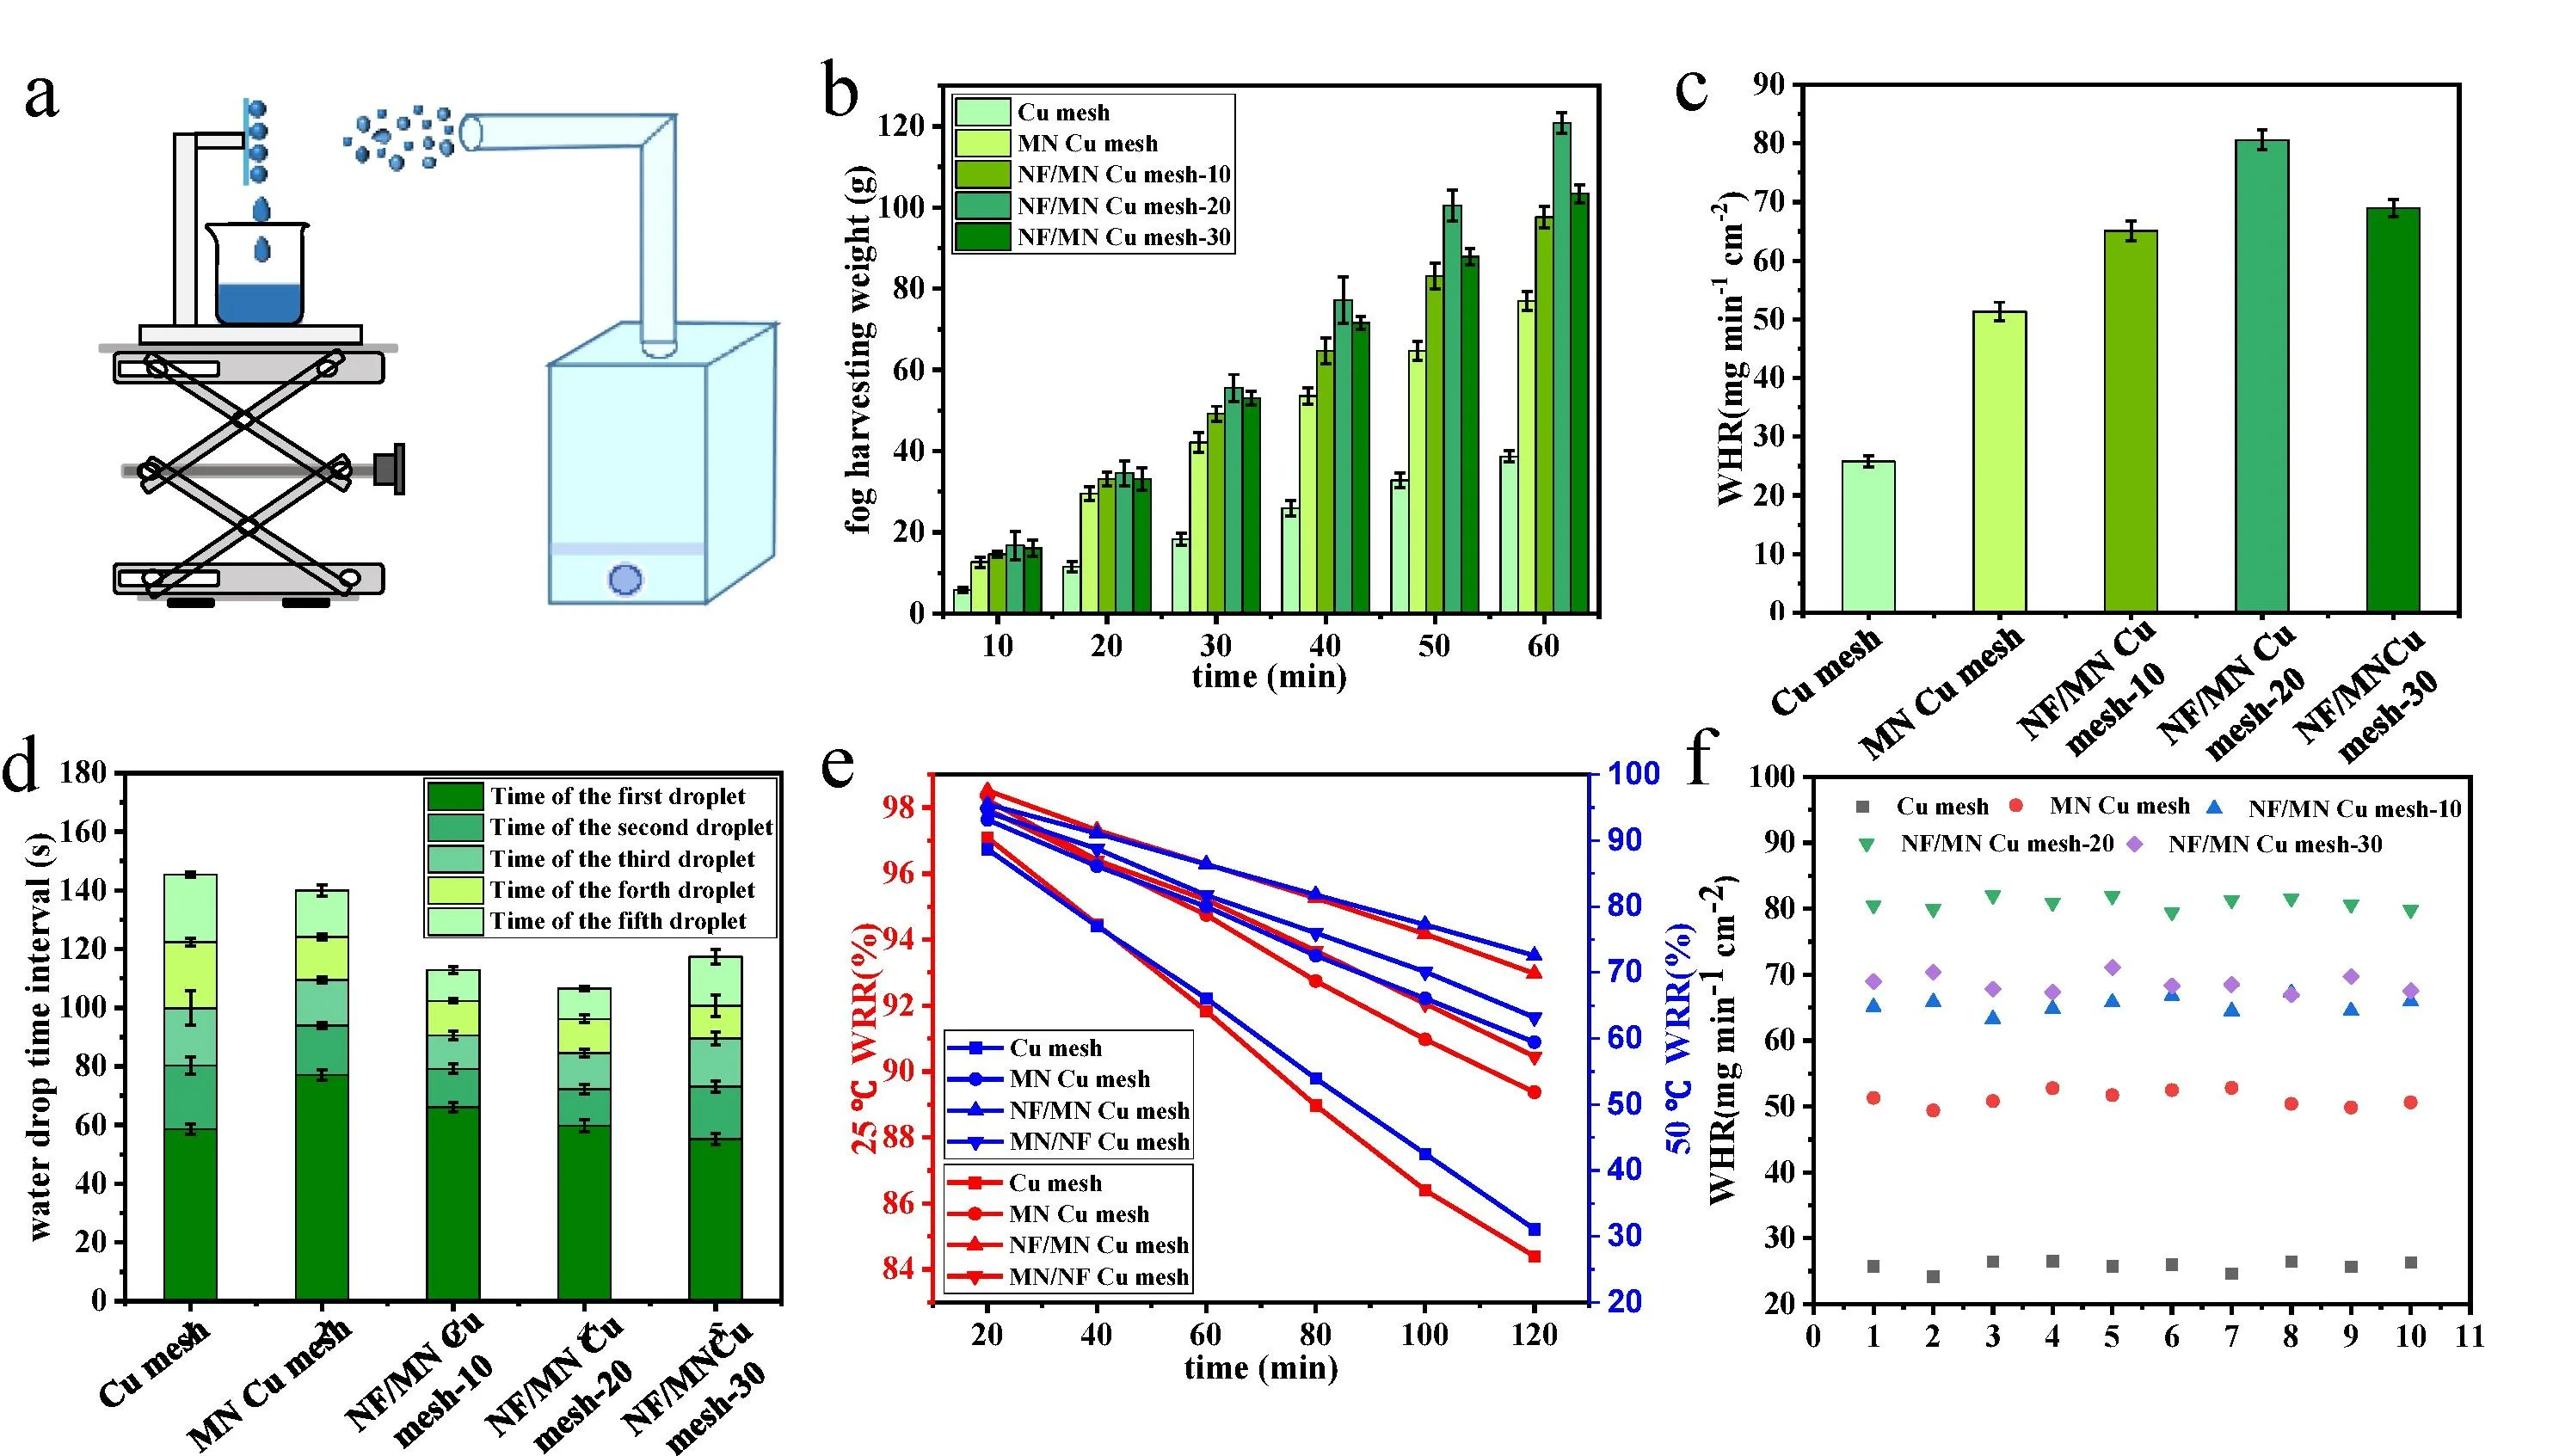 a
b
fog harvesting weight (g)
120
100
80
60
40
20
0
Cu mesh
MN Cu mesh
NF/MN Cu mesh-10
NF/MN Cu mesh-20
NF/MN Cu mesh-30
10 20 30 40 50 60
time (min)
c
WHR(mg min-1 cm-2)
90
80
70
60
50
40
30
20
10
0
Cu mesh
MN Cu mesh
NF/MN Cu
mesh-10
NF/MN Cu
mesh-20
NF/MNCu
mesh-30
d
water drop time interval (s)
180
160
140
120
100
80
60
40
20
0
Time of the first droplet
Time of the second droplet
Time of the third droplet
Time of the forth droplet
Time of the fifth droplet
Cu mesh
MN Cu mesh
NF/MN Cu
mesh-10
NF/MN Cu
mesh-20
NF/MNCu
mesh-30
e
25 ℃ WRR(%)
98
96
94
92
90
88
86
84
Cu mesh
MN Cu mesh
NF/MN Cu mesh
MN/NF Cu mesh
Cu mesh
MN Cu mesh
NF/MN Cu mesh
MN/NF Cu mesh
20 40 60 80 100 120
time (min)
100
90
80
70
60
50
40
30
20
50 ℃ WRR(%)
f
WHR(mg min-1 cm-2)
100
90
80
70
60
50
40
30
20
Cu mesh MN Cu mesh NF/MN Cu mesh-10
NF/MN Cu mesh-20 NF/MN Cu mesh-30
0 1 2 3 4 5 6 7 8 9 10 11